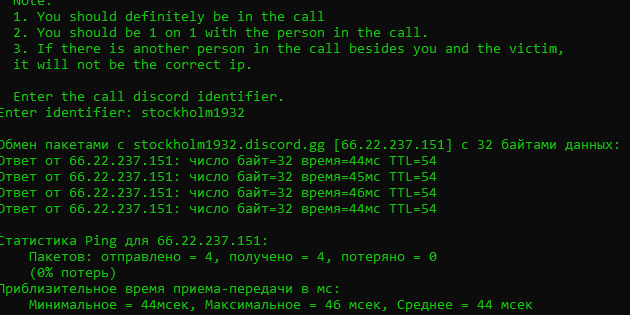 Note:
1. You should definitely be in the call
2. You should be 1 on 1 with the person in the call.
3. If there is another person in the call besides you and the victim,
it will not be the correct ip.
Enter the call discord identifier.
Enter identifier: stockholm1932
Обмен пакетами с stockholm1932.discord.gg [66.22.237.151] с 32 байтами данных:
Ответ от 66.22.237.151: число байт=32 время=44мс TTL=54
Ответ от 66.22.237.151: число байт=32 время=45мс TTL=54
Ответ от 66.22.237.151: число байт=32 время=46мс TTL=54
Ответ от 66.22.237.151: число байт=32 время=44мс TTL=54
Статистика Ping для 66.22.237.151:
Пакетов: отправлено = 4, получено = 4, потеряно = 0
(0% потерь)
Приблизительное время приема-передачи в мс:
Минимальное = 44мсек, Максимальное = 46 мсек, Среднее = 44 мсек